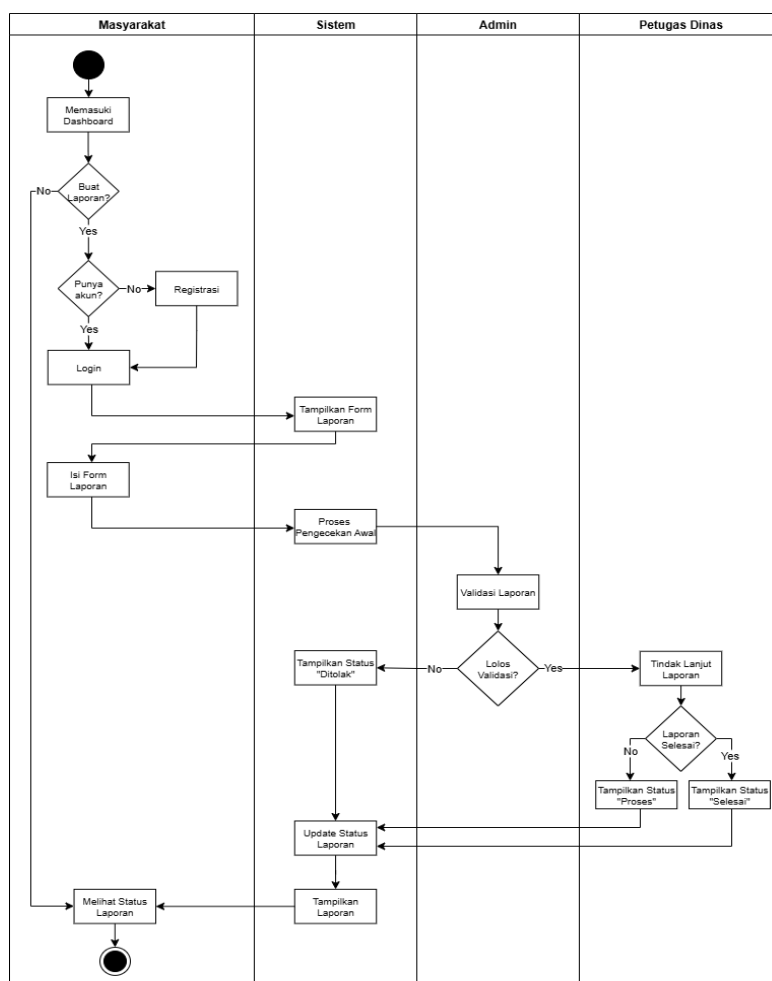 Masyarakat
Sistem
Admin
Petugas Dinas
Memasuki
Dashboard
Buat
Laporan?
No
Yes
Punya
akun?
No
Registrasi
Yes
Login
Tampilkan Form
Laporan
Isi Form
Laporan
Proses
Pengecekan Awal
Validasi Laporan
Lolos
Validasi?
No
Yes
Tampilkan Status
"Ditolak"
Tindak Lanjut
Laporan
Laporan
Selesai?
No
Yes
Tampilkan Status
"Proses"
Tampilkan Status
"Selesai"
Update Status
Laporan
Tampilkan
Laporan
Melihat Status
Laporan